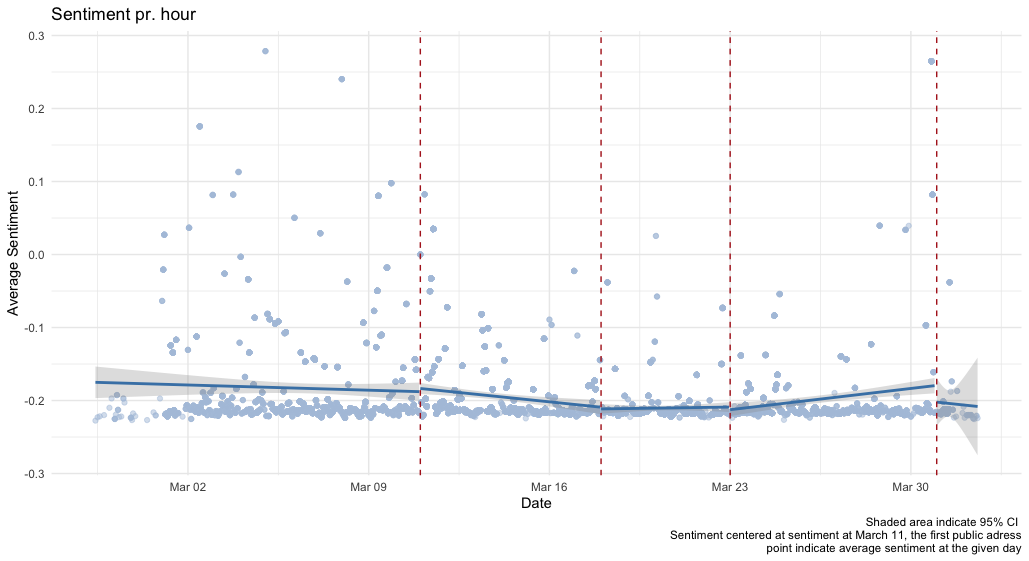 Sentiment pr. hour
0.3
0.2
0.1
0.0
-0.1
-0.2
-0.3
Average Sentiment
Mar 02 Mar 09 Mar 16 Mar 23 Mar 30
Date
Shaded area indicate 95% CI
Sentiment centered at sentiment at March 11, the first public adress
point indicate average sentiment at the given day